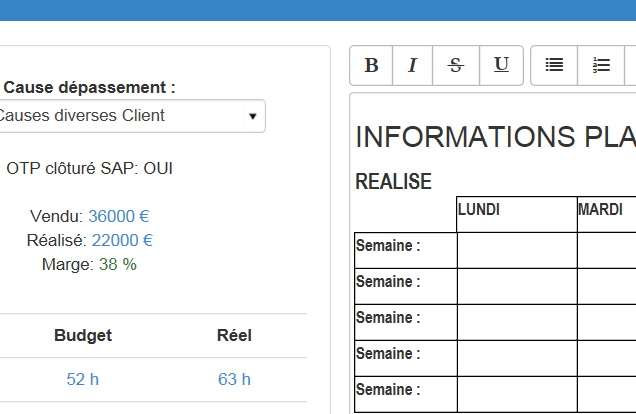 Cause dépassement :
Causes diverses Client
OTP clôturé SAP: OUI
Vendu: 36000 €
Réalisé: 22000 €
Marge: 38 %
Budget Réel
52 h 63 h
B I S U
INFORMATIONS PLA
REALISE
LUNDI MARDI
Semaine :
Semaine :
Semaine :
Semaine :
Semaine :